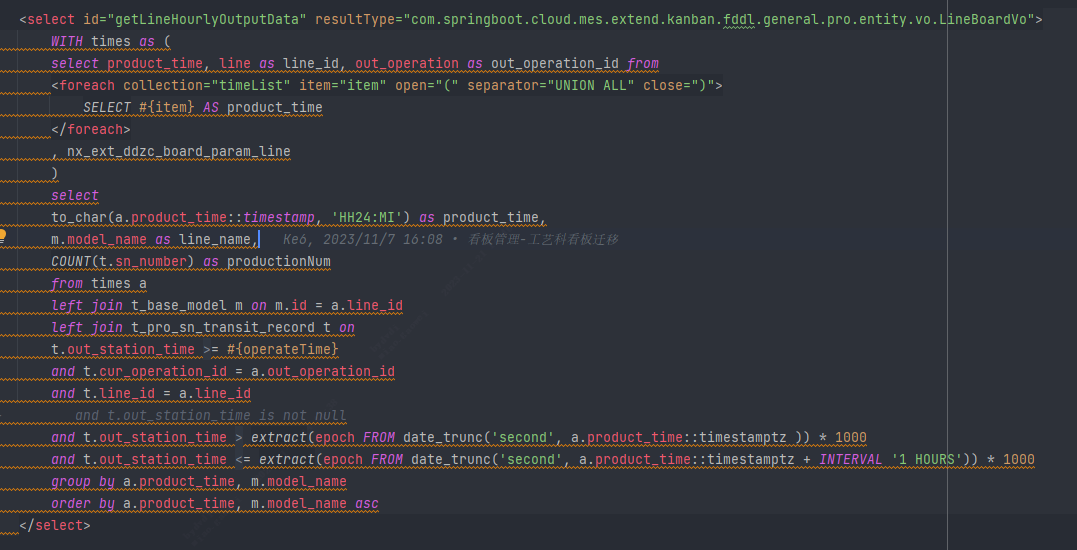 <select id="getLineHourlyOutputData" resultType="com.springboot.cloud.mes.extend.kanban.fddl.general.pro.entity.vo.LineBoardVo">
WITH times as (
select product_time, line as line_id, out_operation as out_operation_id from
<foreach collection="timeList" item="item" open="(" separator="UNION ALL" close=")">
SELECT #{item} AS product_time
</foreach>
, nx_ext_ddzc_board_param_line
)
select
to_char(a.product_time::timestamp, 'HH24:MI') as product_time,
m.model_name as line_name, Keé, 2023/11/7 16:08 • 看板管理-工艺科看板迁移
COUNT(t.sn_number) as productionNum
from times a
left join t_base_model m on m.id = a.line_id
left join t_pro_sn_transit_record t on
t.out_station_time >= #{operateTime}
and t.cur_operation_id = a.out_operation_id
and t.line_id = a.line_id
and t.out_station_time is not null
and t.out_station_time > extract(epoch FROM date_trunc('second', a.product_time::timestamptz )) * 1000
and t.out_station_time <= extract(epoch FROM date_trunc('second', a.product_time::timestamptz + INTERVAL '1 HOURS')) * 1000
group by a.product_time, m.model_name
order by a.product_time, m.model_name asc
</select>